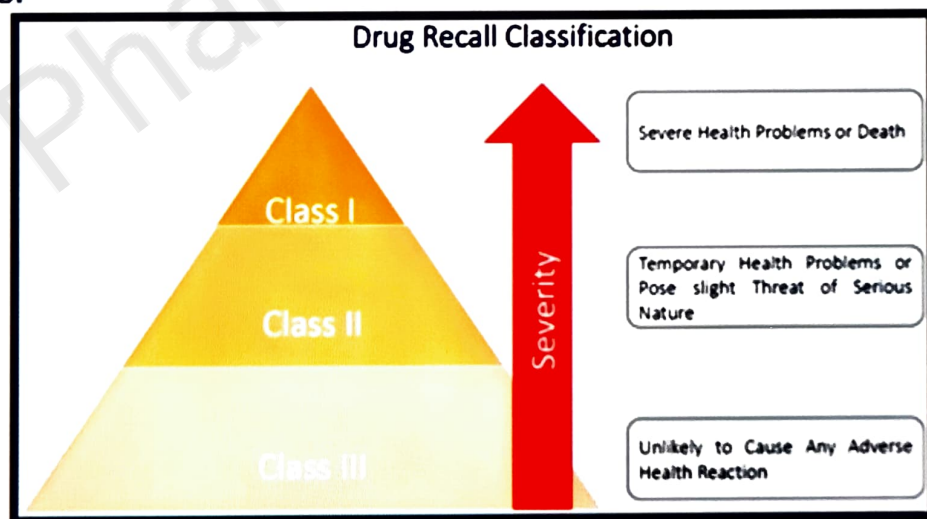 Drug Recall Classification
Severe Health Problems or Death
Class I
Temporary Health Problems or
Pose slight Threat of Serious
Nature
Class II
Severity
Unlikely to Cause Any Adverse
Health Reaction
Class III